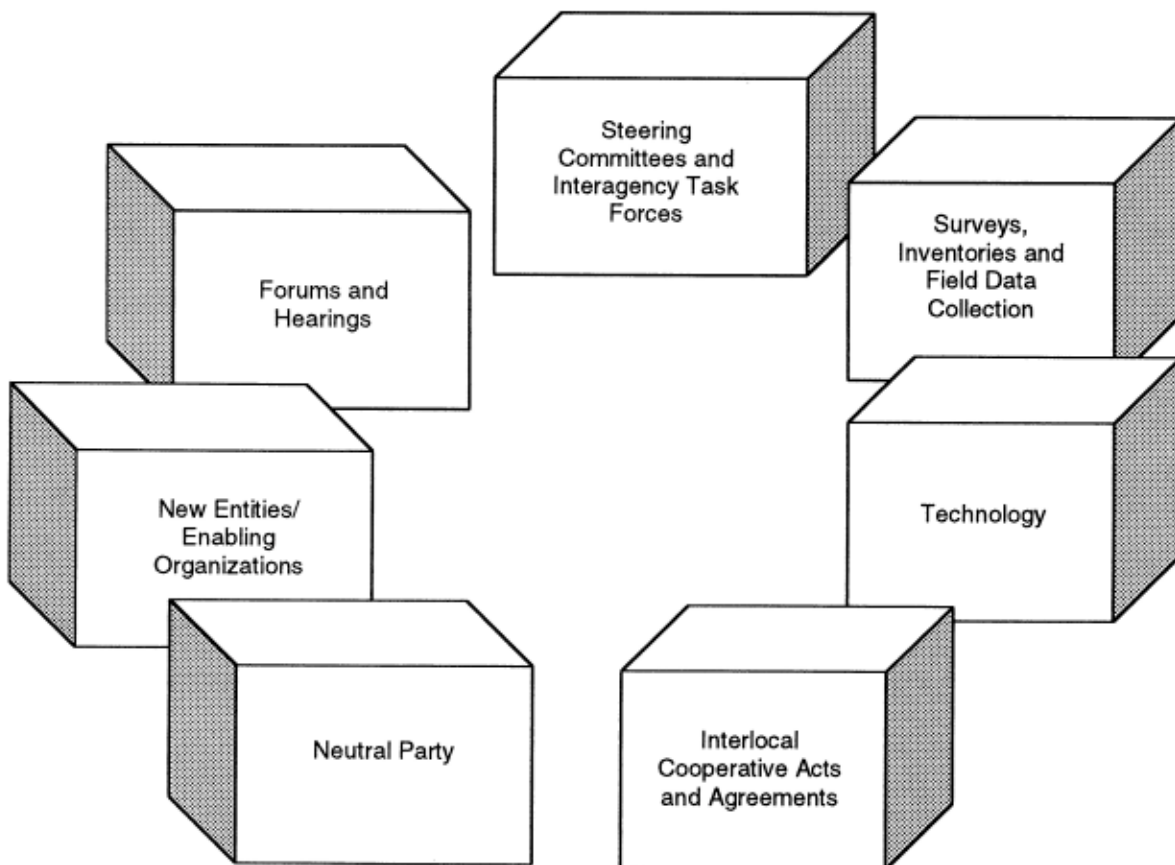 Steering
Committees and
Interagency Task
Forces
Surveys,
Inventories and
Field Data
Collection
Forums and
Hearings
Technology
New Entities/
Enabling
Organizations
Neutral Party
Interlocal
Cooperative Acts
and Agreements